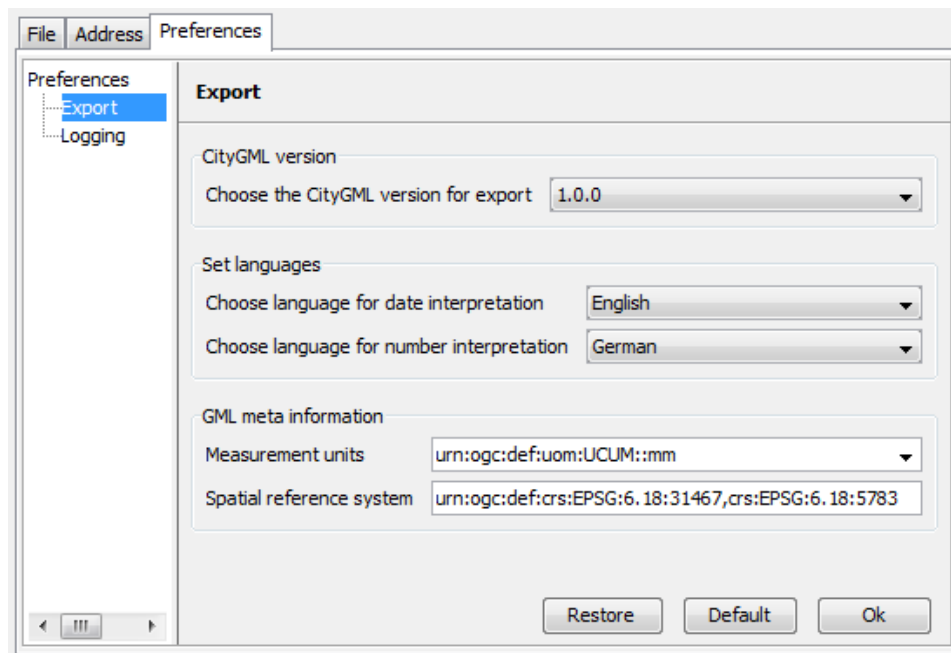 File Address Preferences
Preferences
Export
Logging
Export
CityGML version
Choose the CityGML version for export 1.0.0
Set languages
Choose language for date interpretation English
Choose language for number interpretation German
GML meta information
Measurement units urn:ogc:def:uom:UCUM::mm
Spatial reference system urn:ogc:def:crs:EPSG:6.18:31467,crs:EPSG:6.18:5783
Restore Default Ok